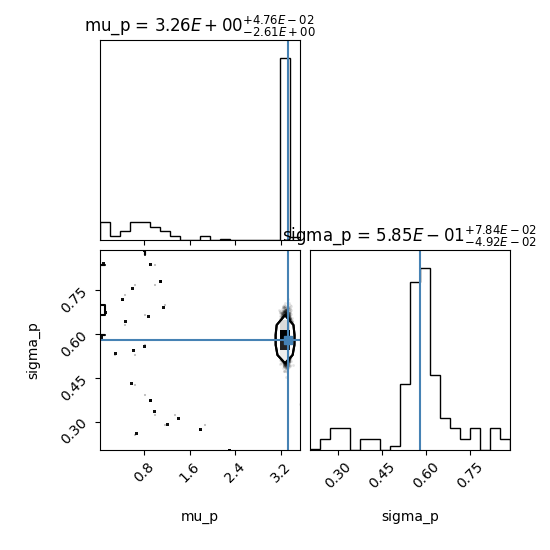 mu_p = 3.26E + 00 +4.76E − 02 −2.61E + 00
sigma_p = 5.85E − 01 +7.84E − 02 −4.92E − 02
0.75
0.60
0.45
0.30
sigma_p
0.8 1.6 2.4 3.2
mu_p
0.30 0.45 0.60 0.75
sigma_p